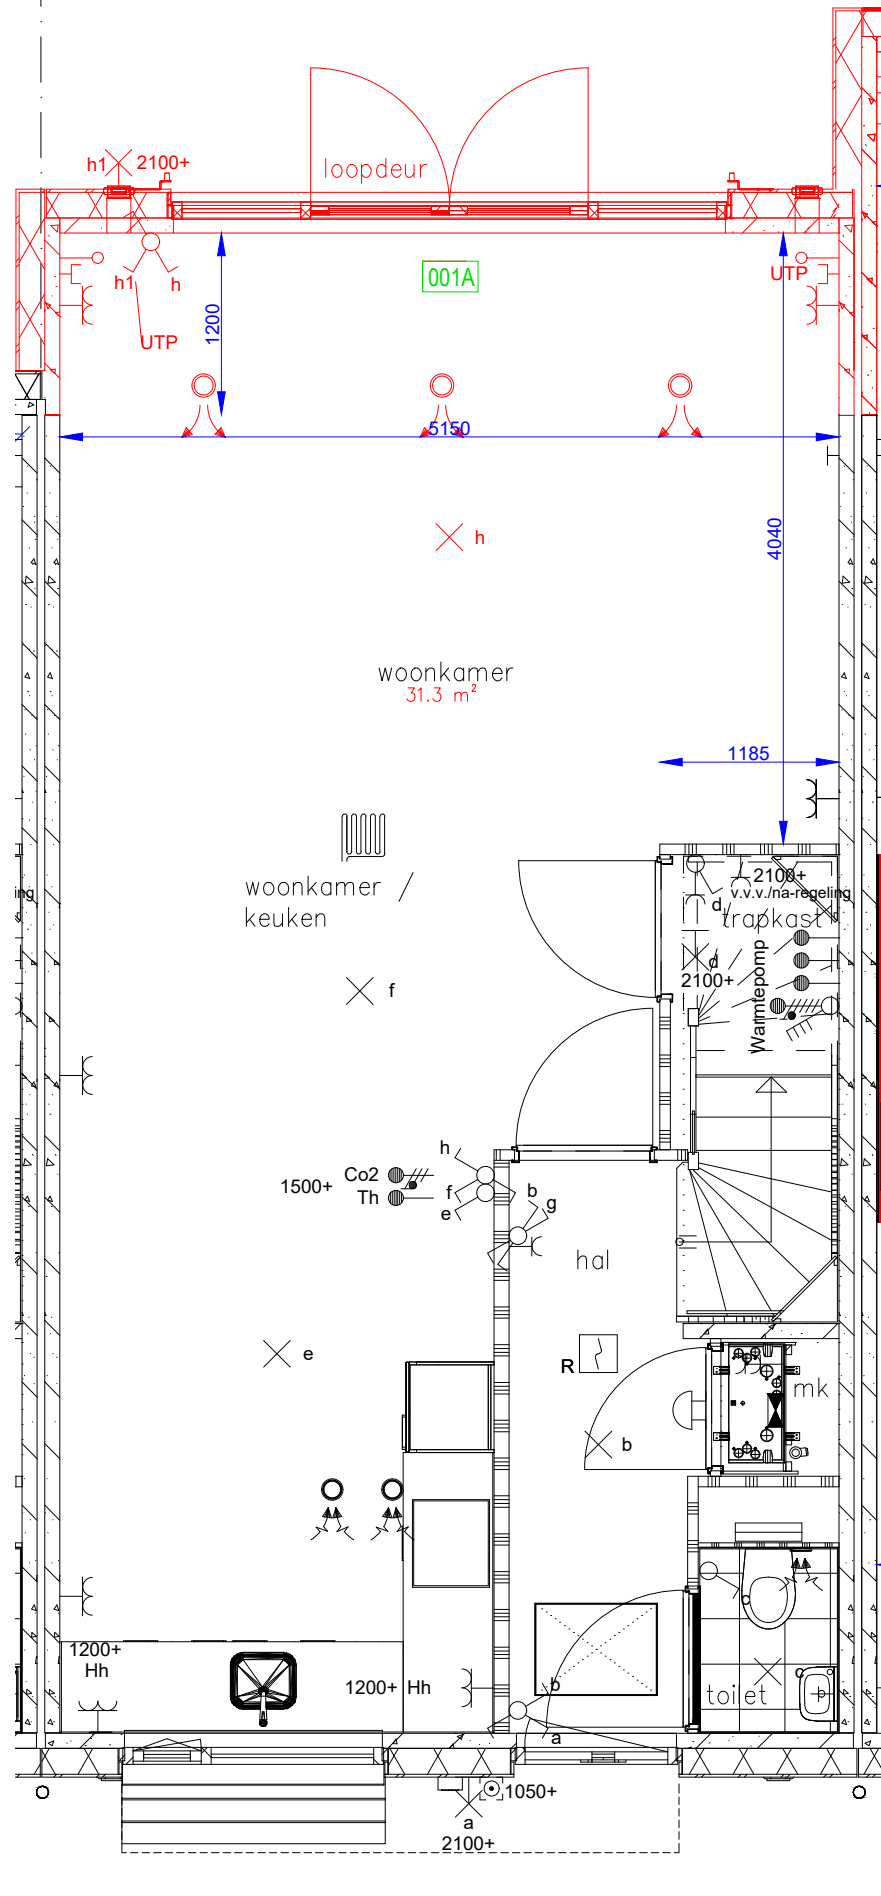 h1 2100+
loopdeur
001A
h1
h
UTP
UTP
1200
5150
4040
h
woonkamer
31.3 m²
1185
woonkamer /
keuken
2100+
v.v.v./na-regeling
d
trapkast
ng
d
2100+
Warmtepomp
f
h
Co2
1500+
Th
f
e
b
g
hal
e
R
mk
b
1200+
Hh
1200+ Hh
b
toilet
a
1050+
a
2100+